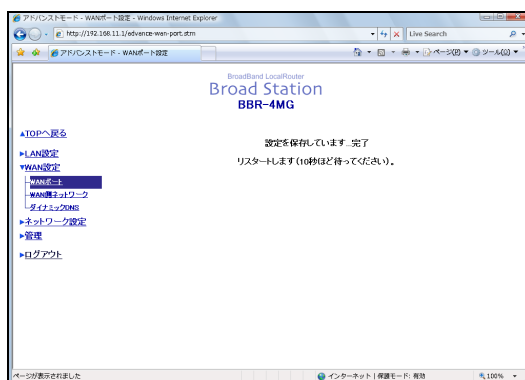 アドバンストモード - WANポート設定 - Windows Internet Explorer
http://192.168.11.1/advance-wan-port.stm
Live Search
アドバンストモード - WANポート設定
ページ(P)
ツール(O)
BroadBand LocalRouter
Broad Station
BBR-4MG
▲TOPへ戻る
▶LAN設定
▼WAN設定
WANポート
WAN側ネットワーク
ダイナミックDNS
▶ネットワーク設定
▶管理
▶ログアウト
設定を保存しています...完了
リスタートします(10秒ほど待ってください)。
ページが表示されました
インターネット | 保護モード: 有効
100%